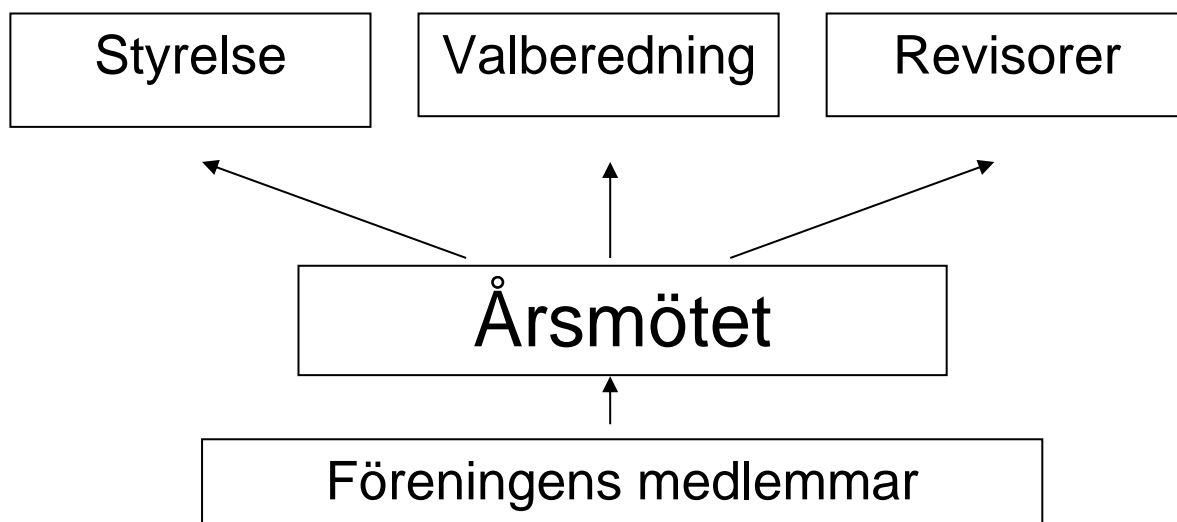 Styrelse
Valberedning
Revisorer
Årsmötet
Föreningens medlemmar